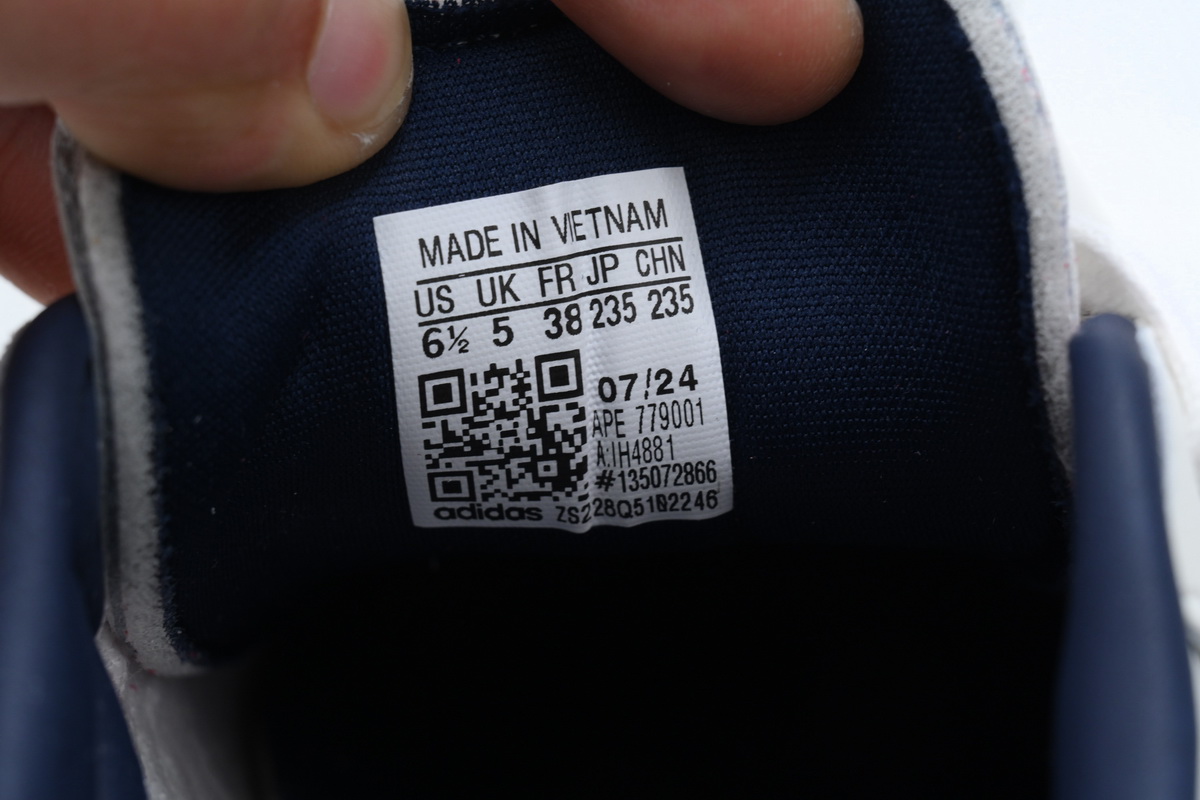 MADE IN VIETNAM
US UK FR JP CHN
6½ 5 38 235 235
07/24
APE 779001
A:IH4881
#135072866
adidas ZS228Q5102246